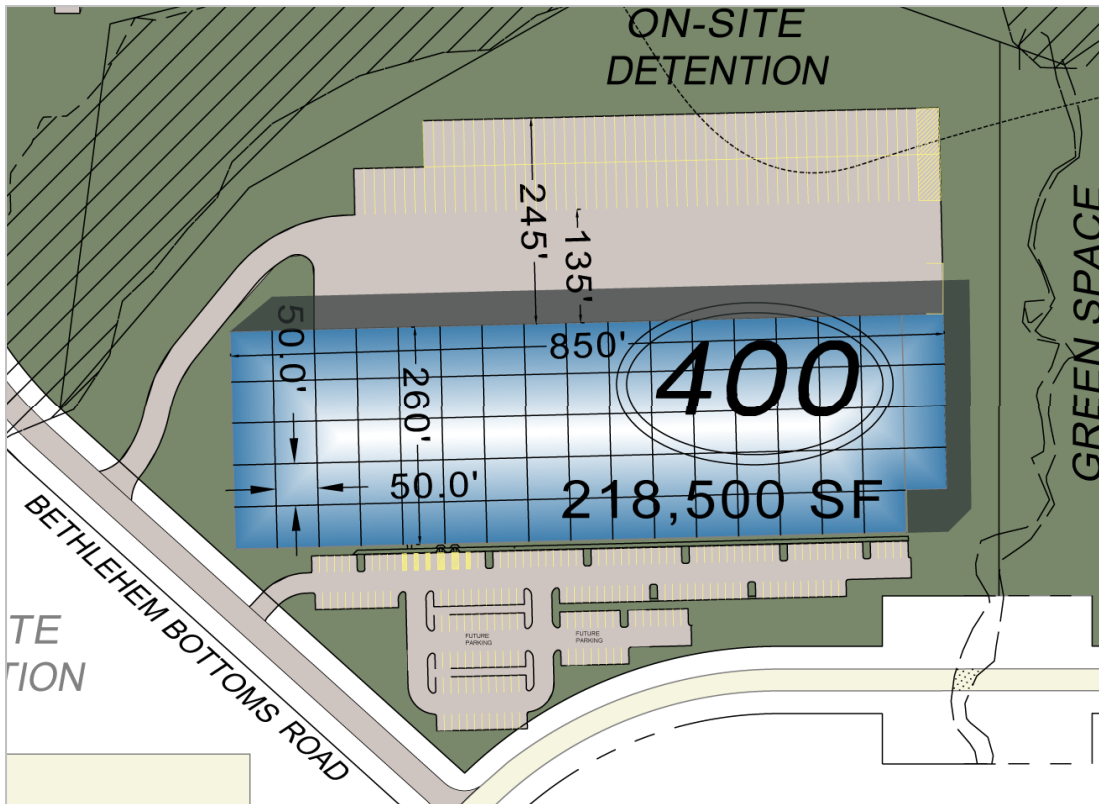 ON-SITE
DETENTION
245'
135'
GREEN SPACE
50.0'
850'
260'
400
50.0'
218,500 SF
BETHLEHEM BOTTOMS ROAD
FUTURE
PARKING
FUTURE
PARKING
TE
TION